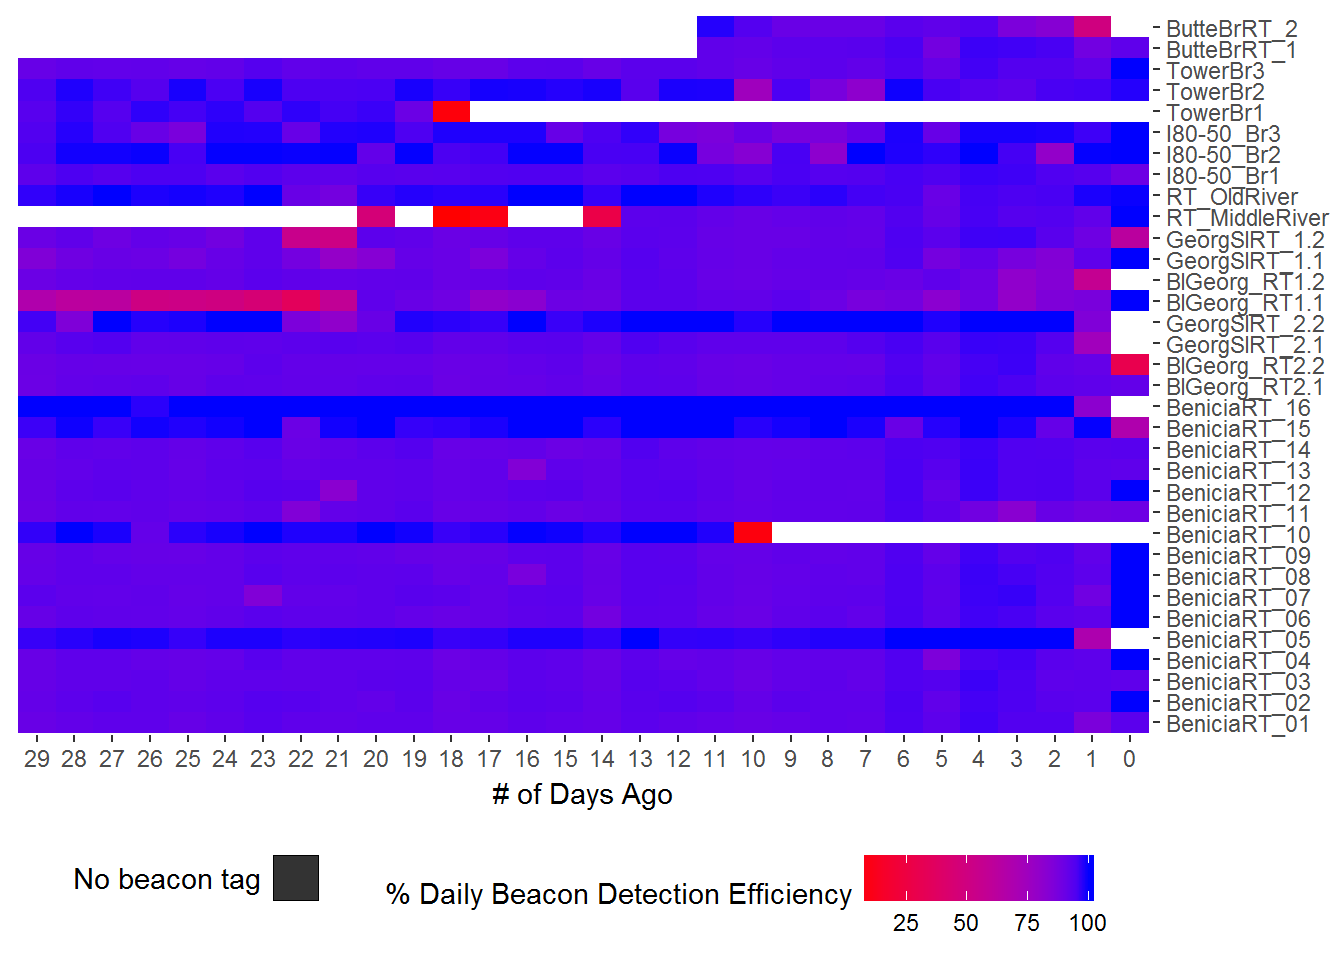 ButteBrRT_2
ButteBrRT_1
TowerBr3
TowerBr2
TowerBr1
I80-50_Br3
I80-50_Br2
I80-50_Br1
RT_OldRiver
RT_MiddleRiver
GeorgSlRT_1.2
GeorgSlRT_1.1
BlGeorg_RT1.2
BlGeorg_RT1.1
GeorgSlRT_2.2
GeorgSlRT_2.1
BlGeorg_RT2.2
BlGeorg_RT2.1
BeniciaRT_16
BeniciaRT_15
BeniciaRT_14
BeniciaRT_13
BeniciaRT_12
BeniciaRT_11
BeniciaRT_10
BeniciaRT_09
BeniciaRT_08
BeniciaRT_07
BeniciaRT_06
BeniciaRT_05
BeniciaRT_04
BeniciaRT_03
BeniciaRT_02
BeniciaRT_01
29 28 27 26 25 24 23 22 21 20 19 18 17 16 15 14 13 12 11 10 9 8 7 6 5 4 3 2 1 0
# of Days Ago
No beacon tag
% Daily Beacon Detection Efficiency
25 50 75 100